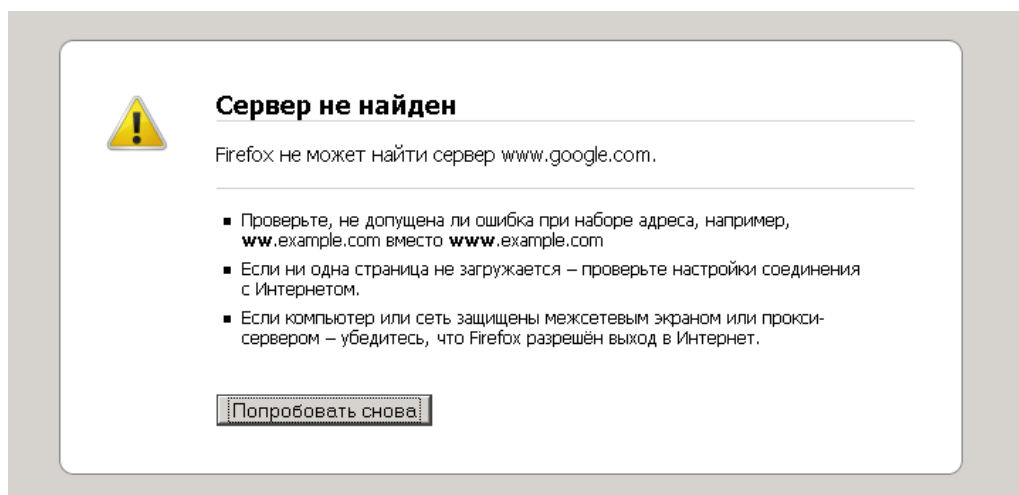 Сервер не найден
Firefox не может найти сервер www.google.com.
Проверьте, не допущена ли ошибка при наборе адреса, например,
ww.example.com вместо www.example.com
Если ни одна страница не загружается – проверьте настройки соединения
с Интернетом.
Если компьютер или сеть защищены межсетевым экраном или прокси-
сервером – убедитесь, что Firefox разрешён выход в Интернет.
Попробовать снова